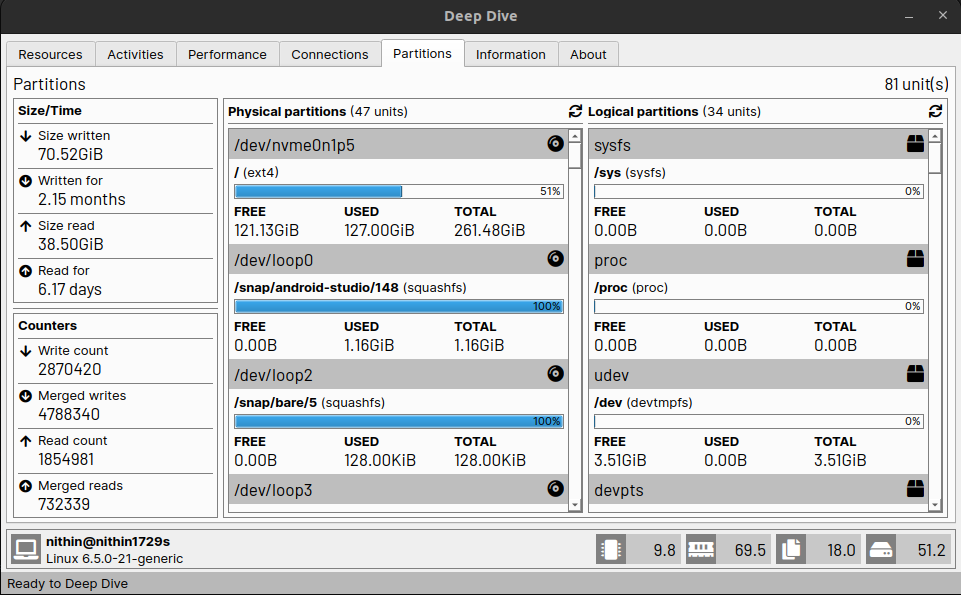 Deep Dive
Resources Activities Performance Connections Partitions Information About
Partitions 81 unit(s)
Size/Time
Size written
70.52GiB
Written for
2.15 months
Size read
38.50GiB
Read for
6.17 days
Counters
Write count
2870420
Merged writes
4788340
Read count
1854981
Merged reads
732339
Physical partitions (47 units)
/dev/nvme0n1p5
/ (ext4)
51%
FREE USED TOTAL
121.13GiB 127.00GiB 261.48GiB
/dev/loop0
/snap/android-studio/148 (squashfs)
100%
FREE USED TOTAL
0.00B 1.16GiB 1.16GiB
/dev/loop2
/snap/bare/5 (squashfs)
100%
FREE USED TOTAL
0.00B 128.00KiB 128.00KiB
/dev/loop3
Logical partitions (34 units)
sysfs
/sys (sysfs)
0%
FREE USED TOTAL
0.00B 0.00B 0.00B
proc
/proc (proc)
0%
FREE USED TOTAL
0.00B 0.00B 0.00B
udev
/dev (devtmpfs)
0%
FREE USED TOTAL
3.51GiB 0.00B 3.51GiB
devpts
nithin@nithin1729s
Linux 6.5.0-21-generic
9.8 69.5 18.0 51.2
Ready to Deep Dive